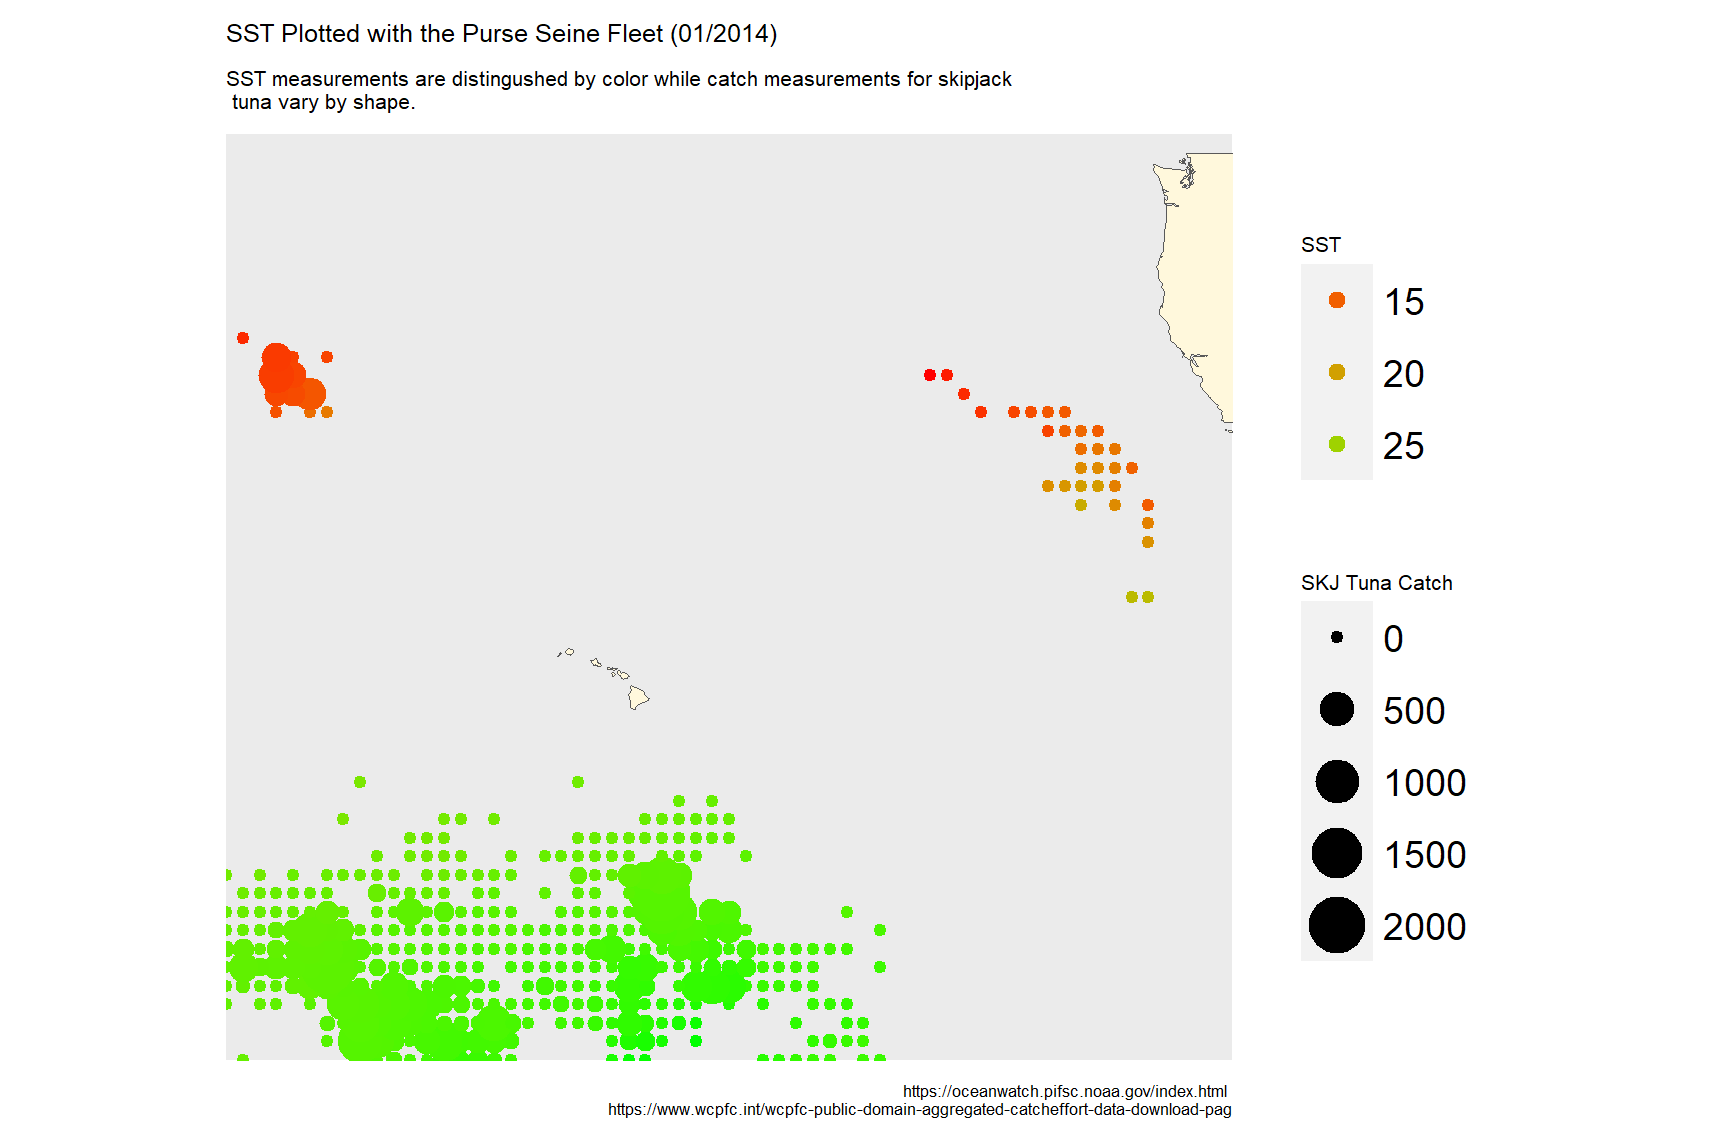 SST Plotted with the Purse Seine Fleet (01/2014)
SST measurements are distingushed by color while catch measurements for skipjack
tuna vary by shape.
SST
15
20
25
SKJ Tuna Catch
0
500
1000
1500
2000
https://oceanwatch.pifsc.noaa.gov/index.html
https://www.wcpfc.int/wcpfc-public-domain-aggregated-catcheffort-data-download-pag